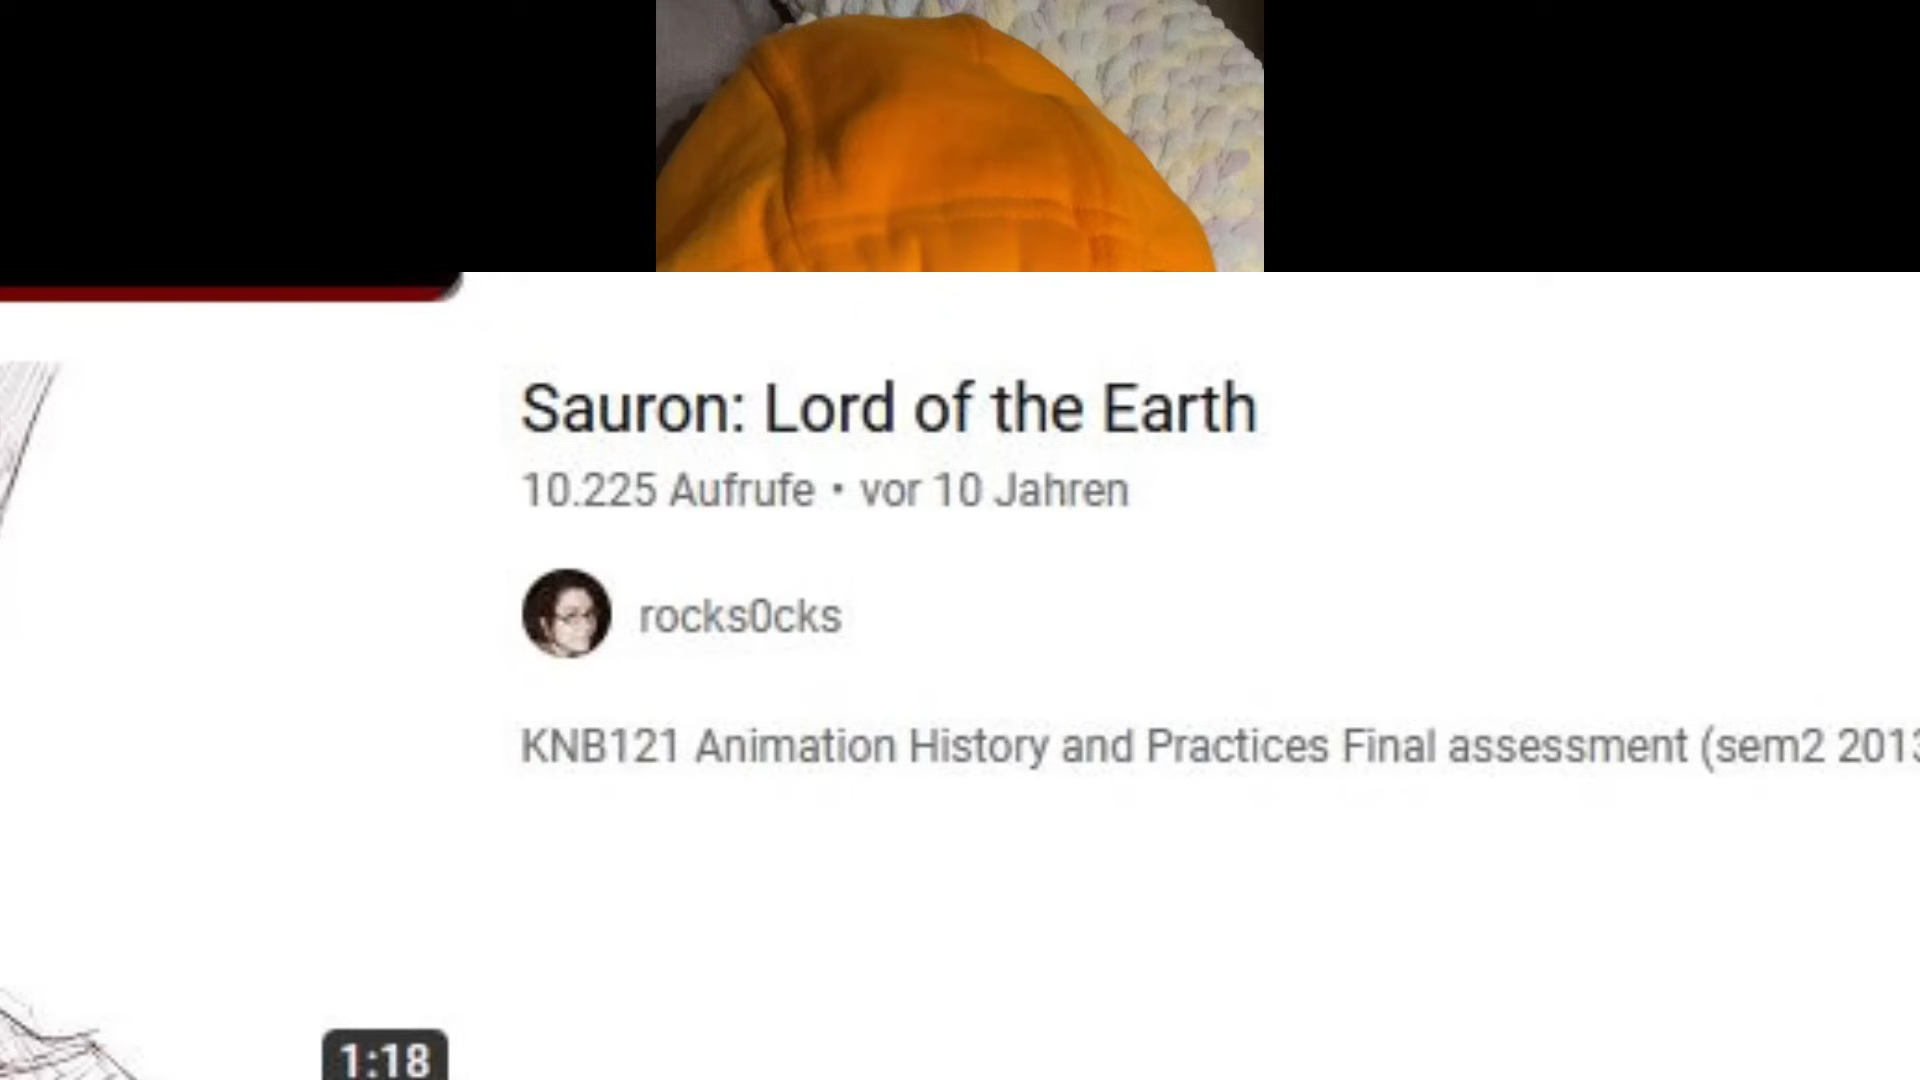 Sauron: Lord of the Earth
10.225 Aufrufe • vor 10 Jahren
rocks0cks
KNB121 Animation History and Practices Final assessment (sem2 2013
1:18